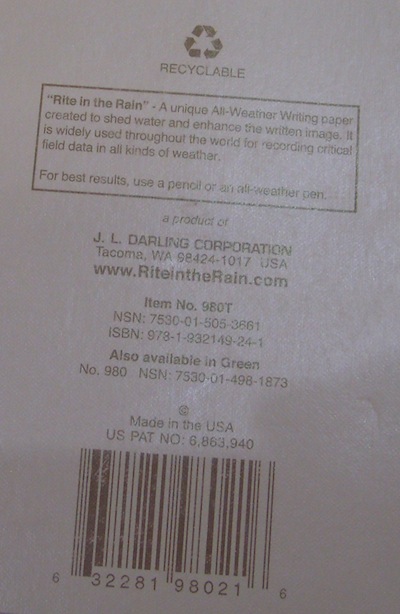 RECYCLABLE
"Rite in the Rain" - A unique All-Weather Writing paper
created to shed water and enhance the written image. It
is widely used throughout the world for recording critical
field data in all kinds of weather.
For best results, use a pencil or an all-weather pen.
a product of
J. L. DARLING CORPORATION
Tacoma, WA 98424-1017 USA
www.RiteintheRain.com
Item No. 980T
NSN: 7530-01-505-3661
ISBN: 978-1-932149-24-1
Also available in Green
No. 980 NSN: 7530-01-498-1873
©
Made in the USA
US PAT NO: 6,863,940
6 32281 98021 6